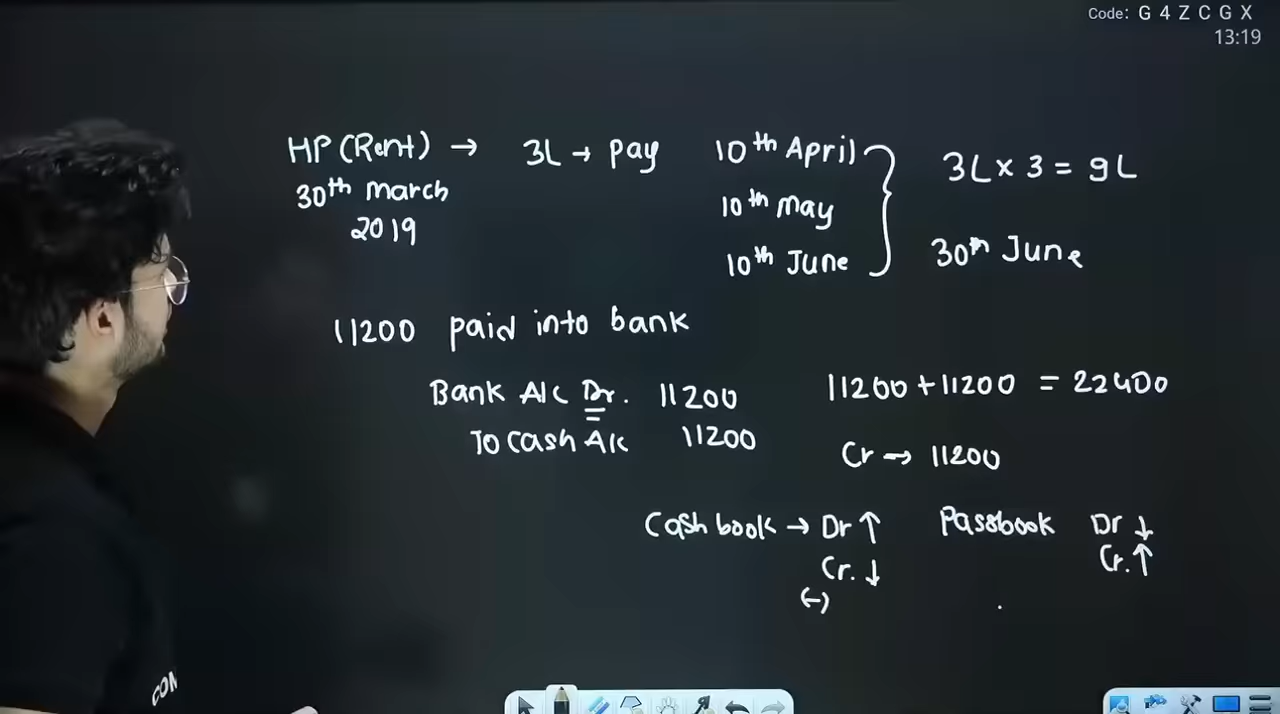 Code: G 4 Z C G X
13:19
HP (Rent) → 3L → pay 10th April 3L x 3 = 9L
30th march 2019
10th may
10th June 30th June
11200 paid into bank
Bank A/c Dr. 11200 11200 + 11200 = 22400
To Cash A/c 11200
Cr → 11200
Cash book → Dr ↑ Passbook Dr ↓
Cr. ↓ Cr. ↑
(-)
CON